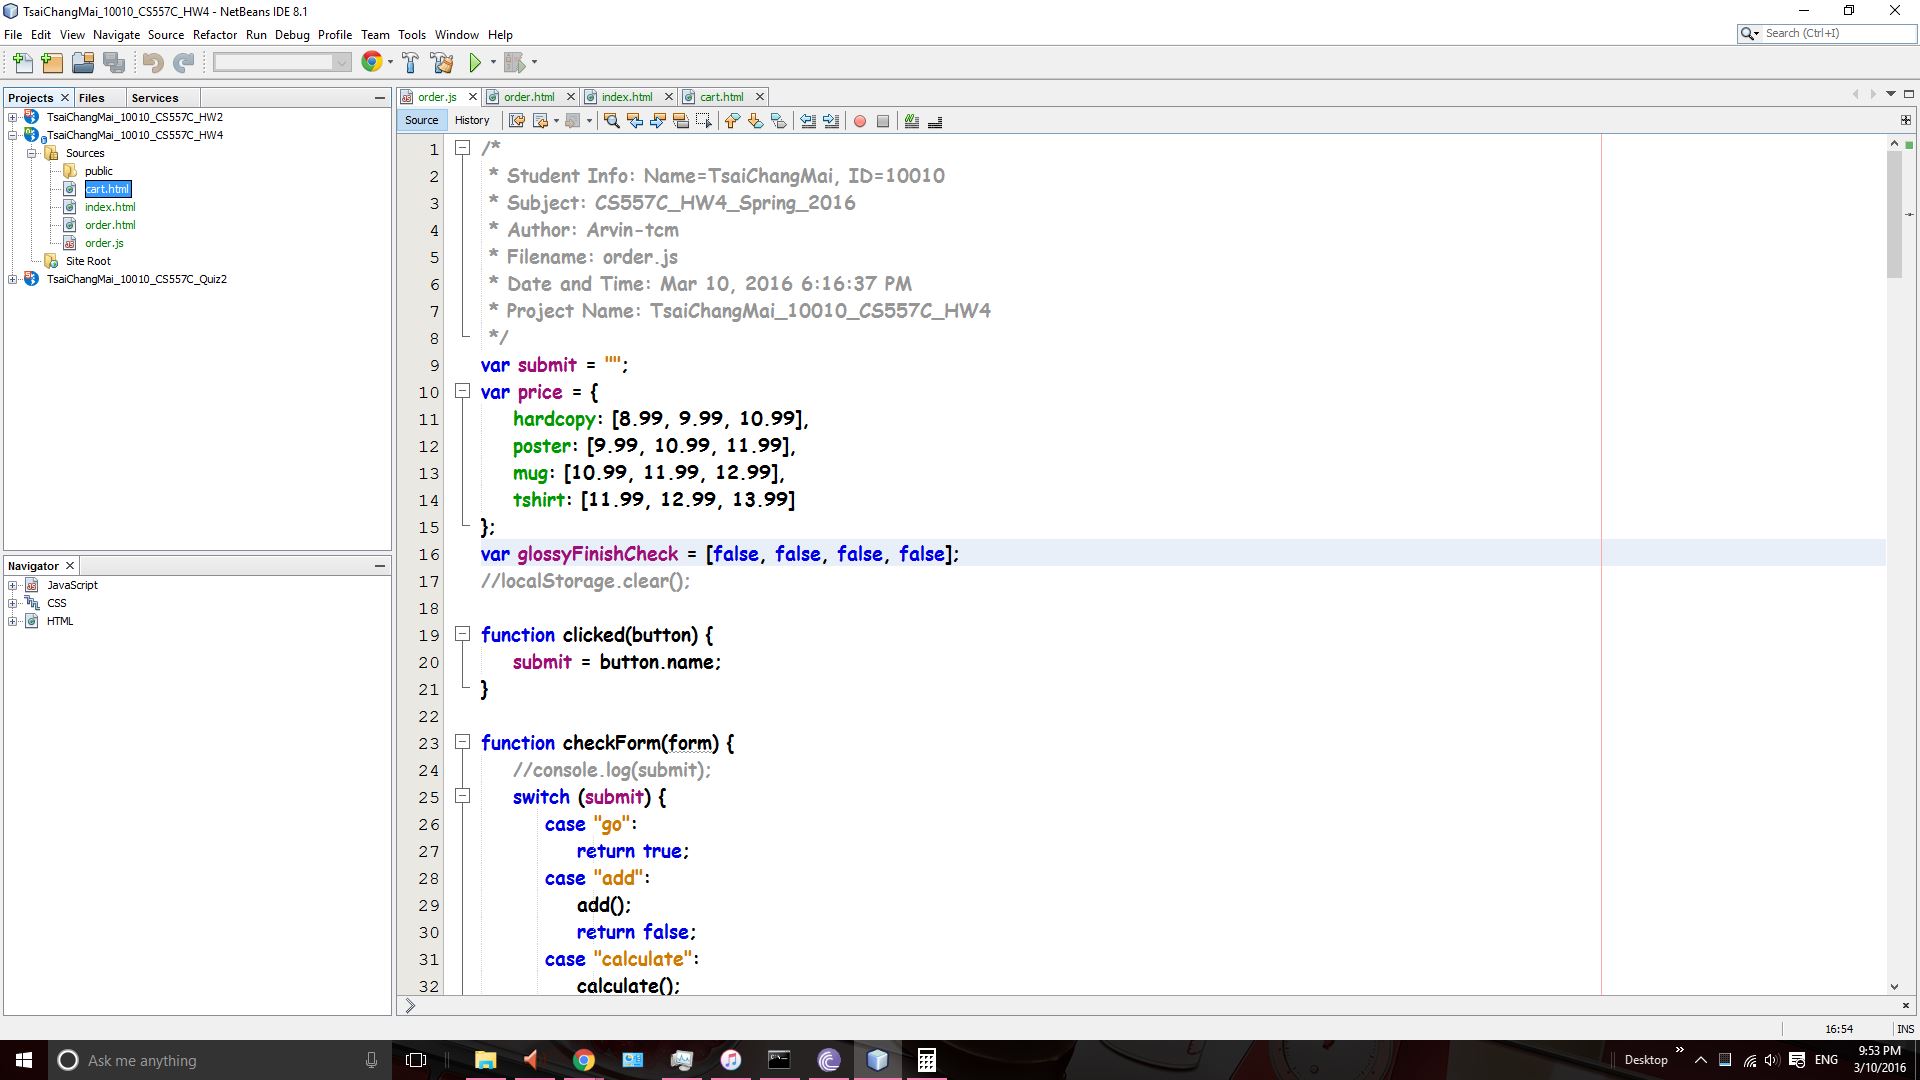 TsaiChangMai_10010_CS557C_HW4 - NetBeans IDE 8.1
File Edit View Navigate Source Refactor Run Debug Profile Team Tools Window Help
Search (Ctrl+I)
Projects Files Services
TsaiChangMai_10010_CS557C_HW2
TsaiChangMai_10010_CS557C_HW4
Sources
public
cart.html
index.html
order.html
order.js
Site Root
TsaiChangMai_10010_CS557C_Quiz2
Navigator
JavaScript
CSS
HTML
order.js order.html index.html cart.html
Source History
1 /*
2 * Student Info: Name=TsaiChangMai, ID=10010
3 * Subject: CS557C_HW4_Spring_2016
4 * Author: Arvin-tcm
5 * Filename: order.js
6 * Date and Time: Mar 10, 2016 6:16:37 PM
7 * Project Name: TsaiChangMai_10010_CS557C_HW4
8 */
9 var submit = "";
10 var price = {
11 hardcopy: [8.99, 9.99, 10.99],
12 poster: [9.99, 10.99, 11.99],
13 mug: [10.99, 11.99, 12.99],
14 tshirt: [11.99, 12.99, 13.99]
15 };
16 var glossyFinishCheck = [false, false, false, false];
17 //localStorage.clear();
18
19 function clicked(button) {
20 submit = button.name;
21 }
22
23 function checkForm(form) {
24 //console.log(submit);
25 switch (submit) {
26 case "go":
27 return true;
28 case "add":
29 add();
30 return false;
31 case "calculate":
32 calculate();
16:54 INS
Ask me anything
Desktop
ENG
9:53 PM
3/10/2016